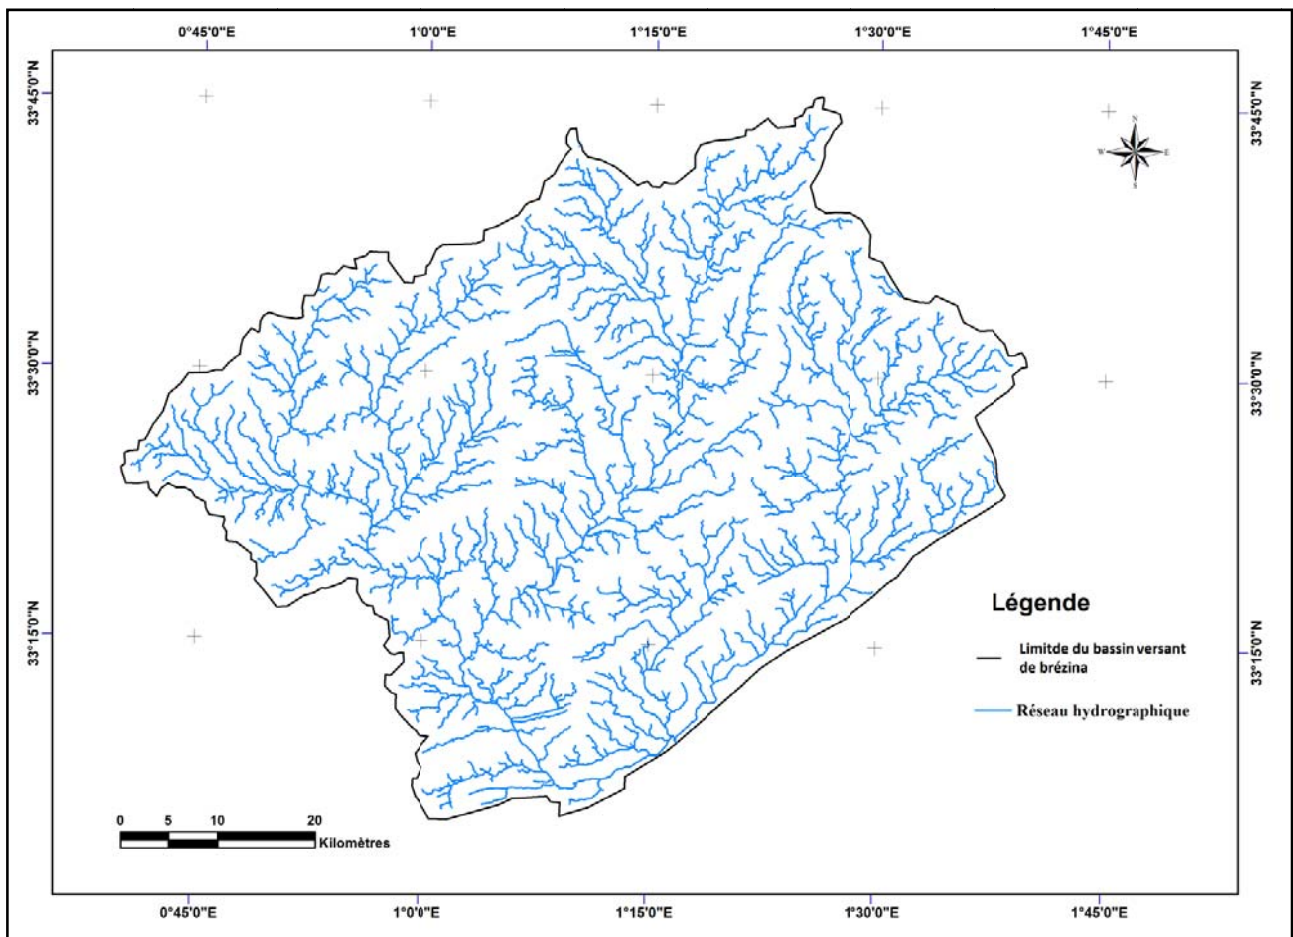 0°45'0"E 1°0'0"E 1°15'0"E 1°30'0"E 1°45'0"E
33°45'0"N
33°45'0"N
N
W E
S
33°30'0"N
33°30'0"N
Légende
33°15'0"N
33°15'0"N
Limitde du bassin versant
de brézina
Réseau hydrographique
0 5 10 20
Kilomètres
0°45'0"E 1°0'0"E 1°15'0"E 1°30'0"E 1°45'0"E